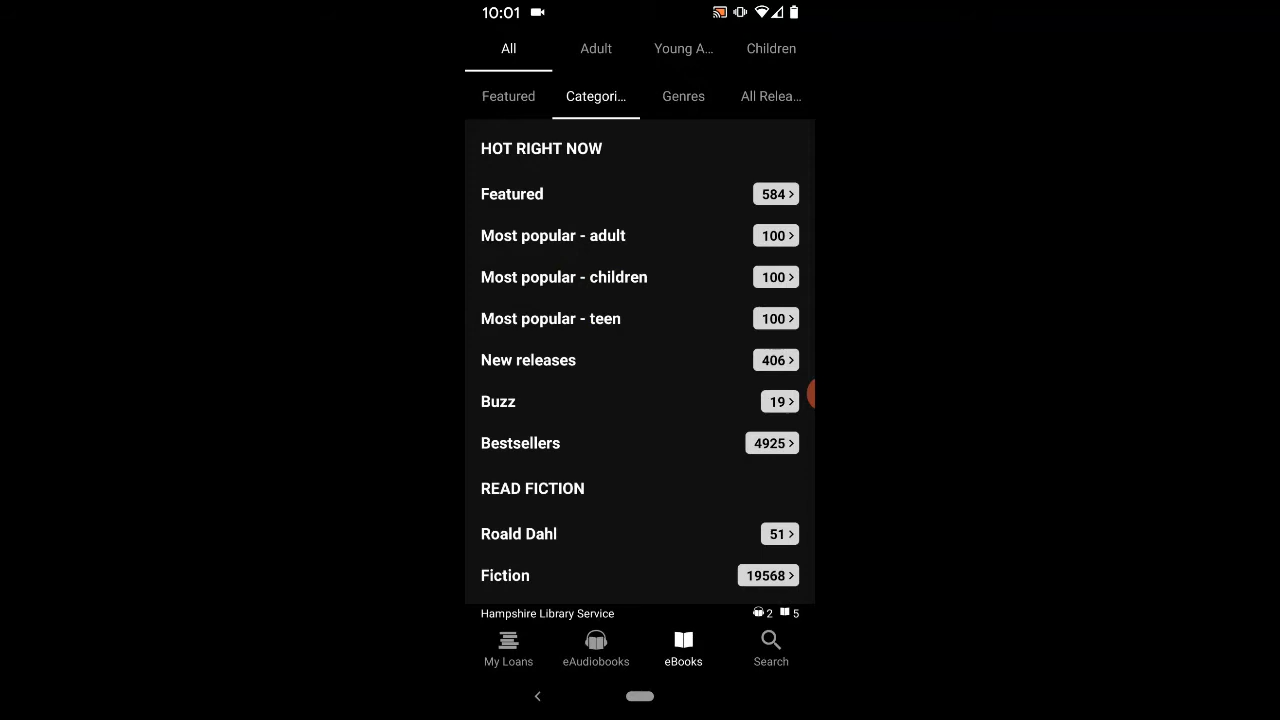 10:01
All Adult Young A... Children
Featured Categori... Genres All Relea...
HOT RIGHT NOW
Featured 584 >
Most popular - adult 100 >
Most popular - children 100 >
Most popular - teen 100 >
New releases 406 >
Buzz 19 >
Bestsellers 4925 >
READ FICTION
Roald Dahl 51 >
Fiction 19568 >
Hampshire Library Service 2 5
My Loans eAudiobooks eBooks Search